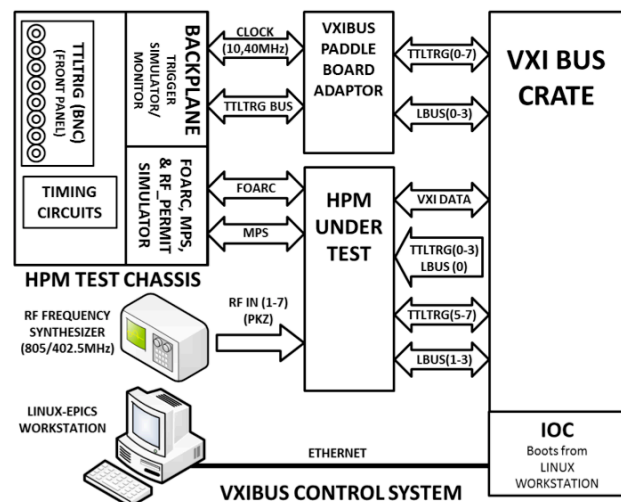 TTLTRIG (BNC)
(FRONT PANEL)
TIMING
CIRCUITS
BACKPLANE
TRIGGER
SIMULATOR/
MONITOR
FOARC, MPS,
& RF_PERMIT
SIMULATOR
HPM TEST CHASSIS
CLOCK
(10,40MHz)
TTLTRG BUS
FOARC
MPS
VXIBUS
PADDLE
BOARD
ADAPTOR
HPM
UNDER
TEST
TTLTRG(0-7)
LBUS(0-3)
VXI DATA
TTLTRG(0-3)
LBUS (0)
TTLTRG(5-7)
LBUS(1-3)
VXI BUS
CRATE
RF FREQUENCY
SYNTHESIZER
(805/402.5MHz)
RF IN (1-7)
(PKZ)
LINUX-EPICS
WORKSTATION
ETHERNET
IOC
Boots from
LINUX
WORKSTATION
VXIBUS CONTROL SYSTEM